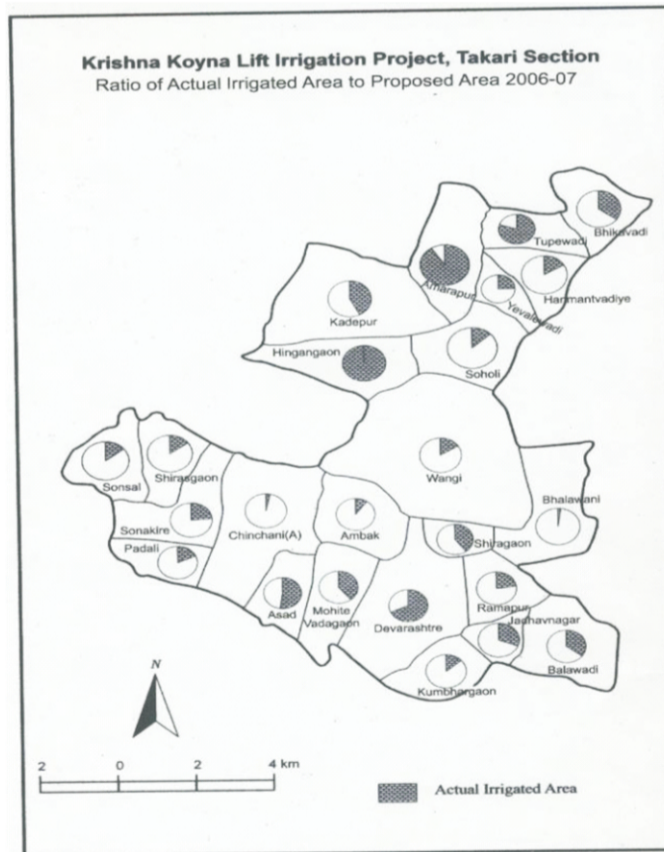 Krishna Koyna Lift Irrigation Project, Takari Section
Ratio of Actual Irrigated Area to Proposed Area 2006-07
Bhikavadi
Tupewadi
Amarapur
Hanmantvadiye
Yevalewadi
Kadepur
Hingangaon
Soholi
Wangi
Sonsal
Shirasgaon
Bhalawani
Sonakire
Chinchani(A)
Ambak
Shiragaon
Padali
Asad
Mohite
Vadagaon
Devarashtre
Ramapur
Jadhavnagar
Balawadi
Kumbhargaon
N
2 0 2 4 km
Actual Irrigated Area